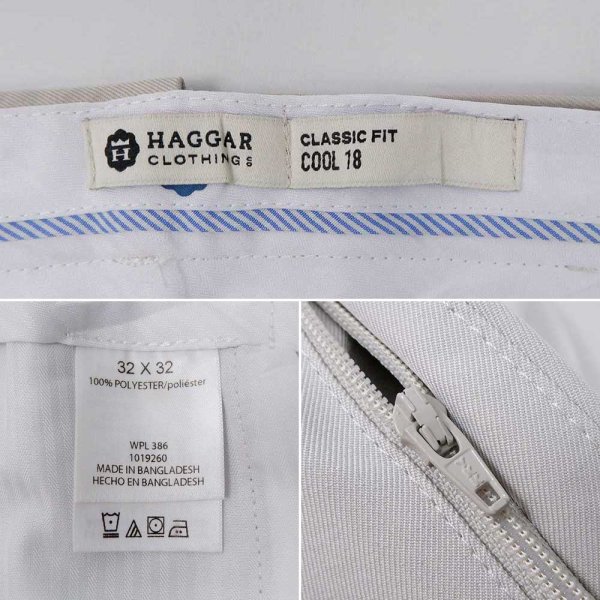 H
HAGGAR
CLOTHING
CLASSIC FIT
COOL 18
32 X 32
100% POLYESTER/poliéster
WPL 386
1019260
MADE IN BANGLADESH
HECHO EN BANGLADESH